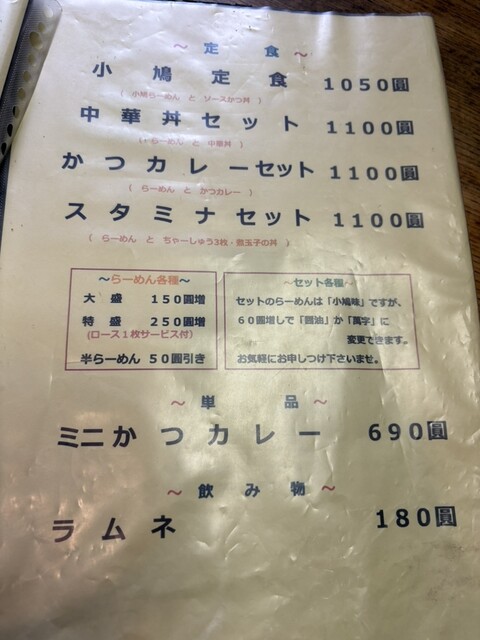 ～ 定 食 ～
小 鳩 定 食 1050圓
( 小鳩らーめん と ソースかつ丼 )
中 華 丼 セ ッ ト 1100圓
らーめん と 中華丼 )
か つ カ レ ー セット 1100圓
( らーめん と かつカレー )
ス タ ミ ナ セ ッ ト 1100圓
( らーめん と ちゃーしゅう3枚・煮玉子の丼 )
～らーめん各種～
大 盛 150圓増
特 盛 250圓増
(ロース１枚サービス付)
半らーめん 50圓引き
～セット各種～
セットのらーめんは「小鳩味」ですが、
６０圓増しで「醤油」か「萬字」に
変更できます。
お気軽にお申しつけ下さいませ。
～ 単 品 ～
ミニかつカレー 690圓
～ 飲 み 物 ～
ラ ム ネ 180圓